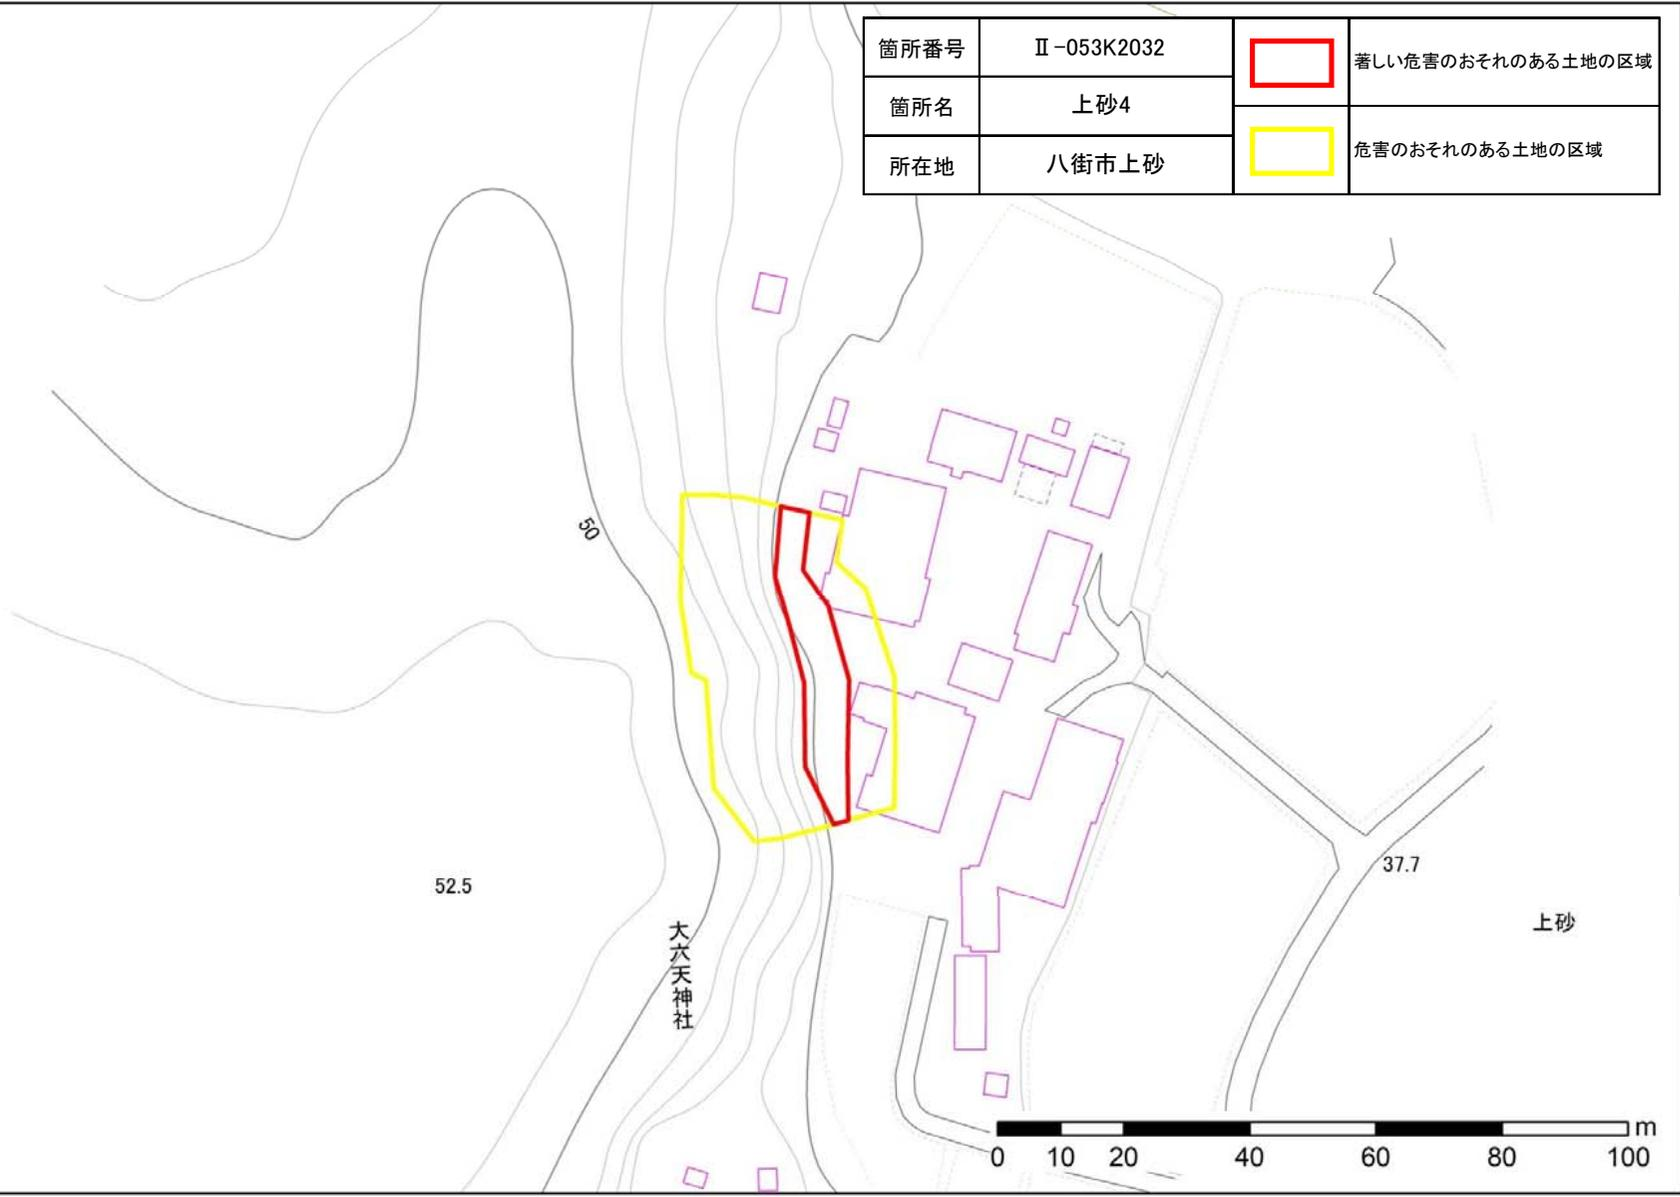 箇所番号 Ⅱ-053K2032
箇所名 上砂4
所在地 八街市上砂
著しい危害のおそれのある土地の区域
危害のおそれのある土地の区域
50
52.5
大六天神社
37.7
上砂
0 10 20 40 60 80 100 m